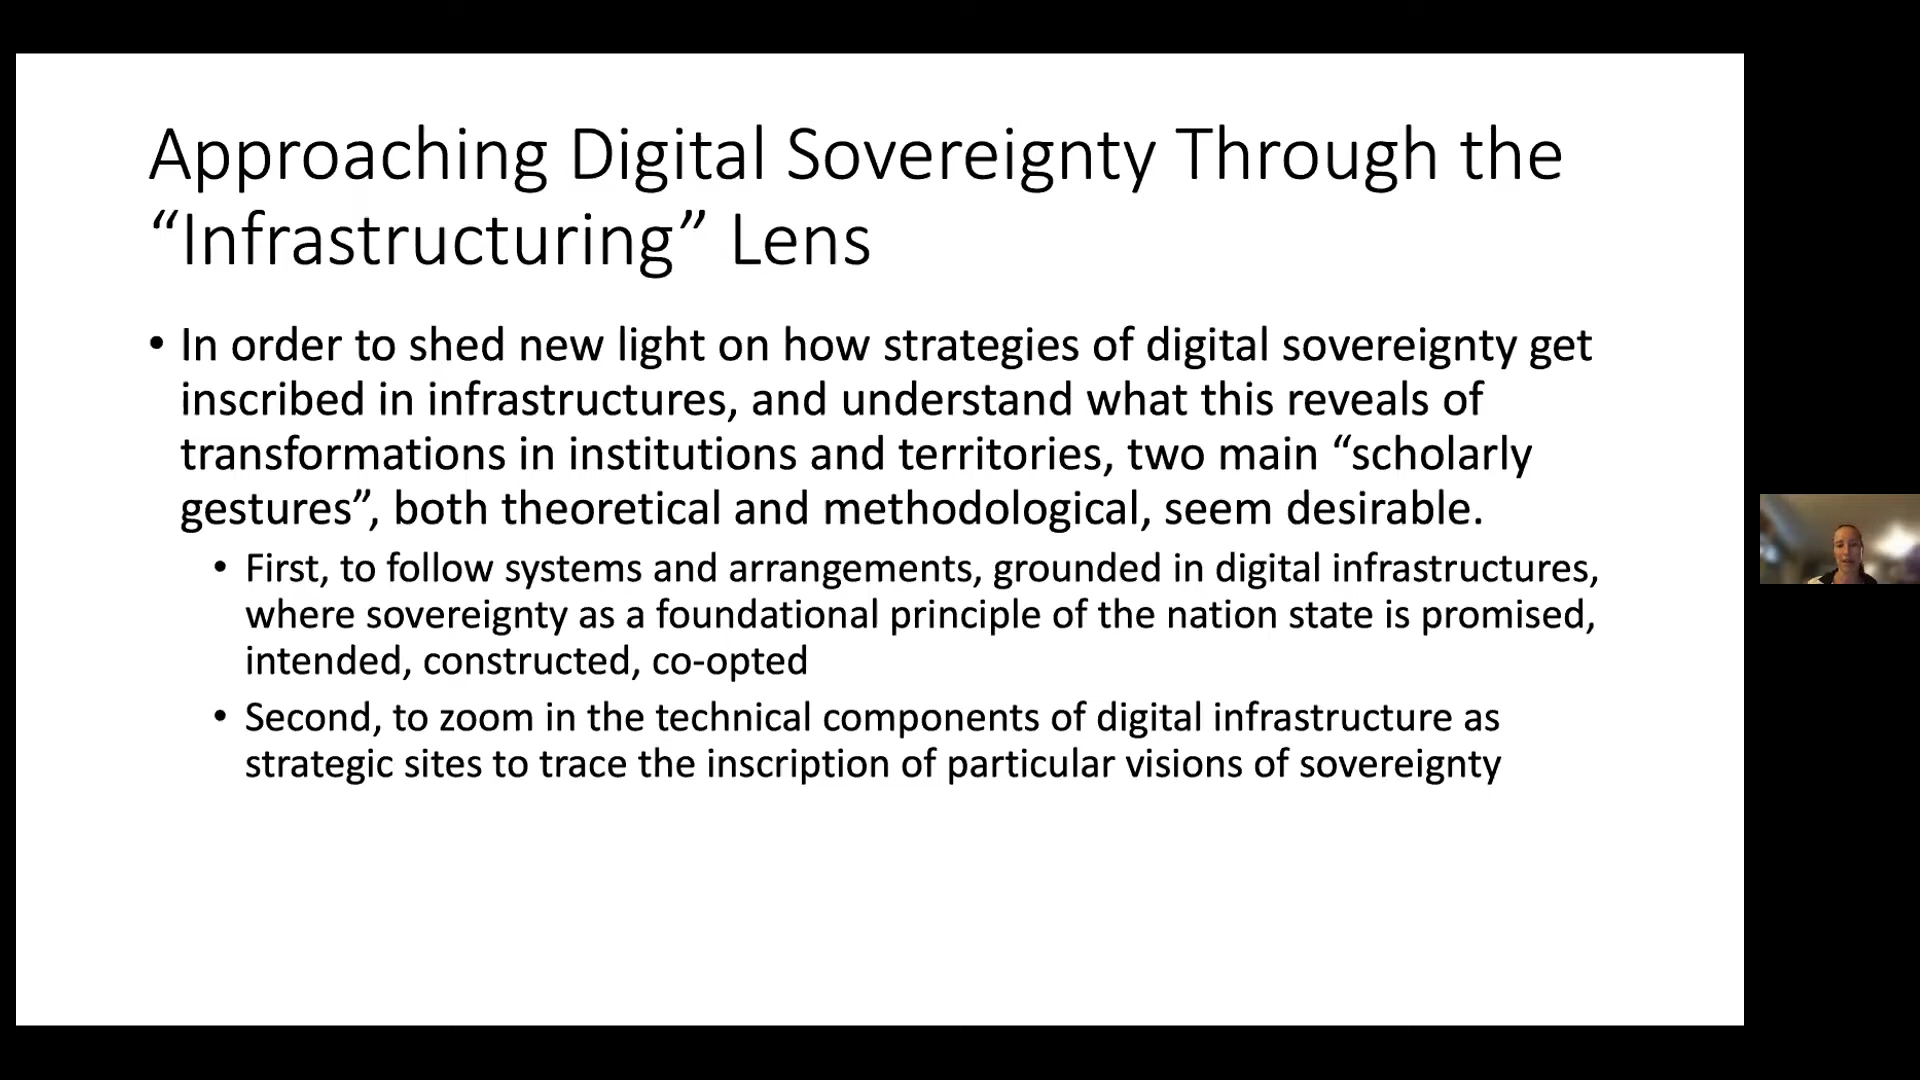 Approaching Digital Sovereignty Through the
“Infrastructuring” Lens
• In order to shed new light on how strategies of digital sovereignty get
inscribed in infrastructures, and understand what this reveals of
transformations in institutions and territories, two main “scholarly
gestures”, both theoretical and methodological, seem desirable.
• First, to follow systems and arrangements, grounded in digital infrastructures,
where sovereignty as a foundational principle of the nation state is promised,
intended, constructed, co-opted
• Second, to zoom in the technical components of digital infrastructure as
strategic sites to trace the inscription of particular visions of sovereignty